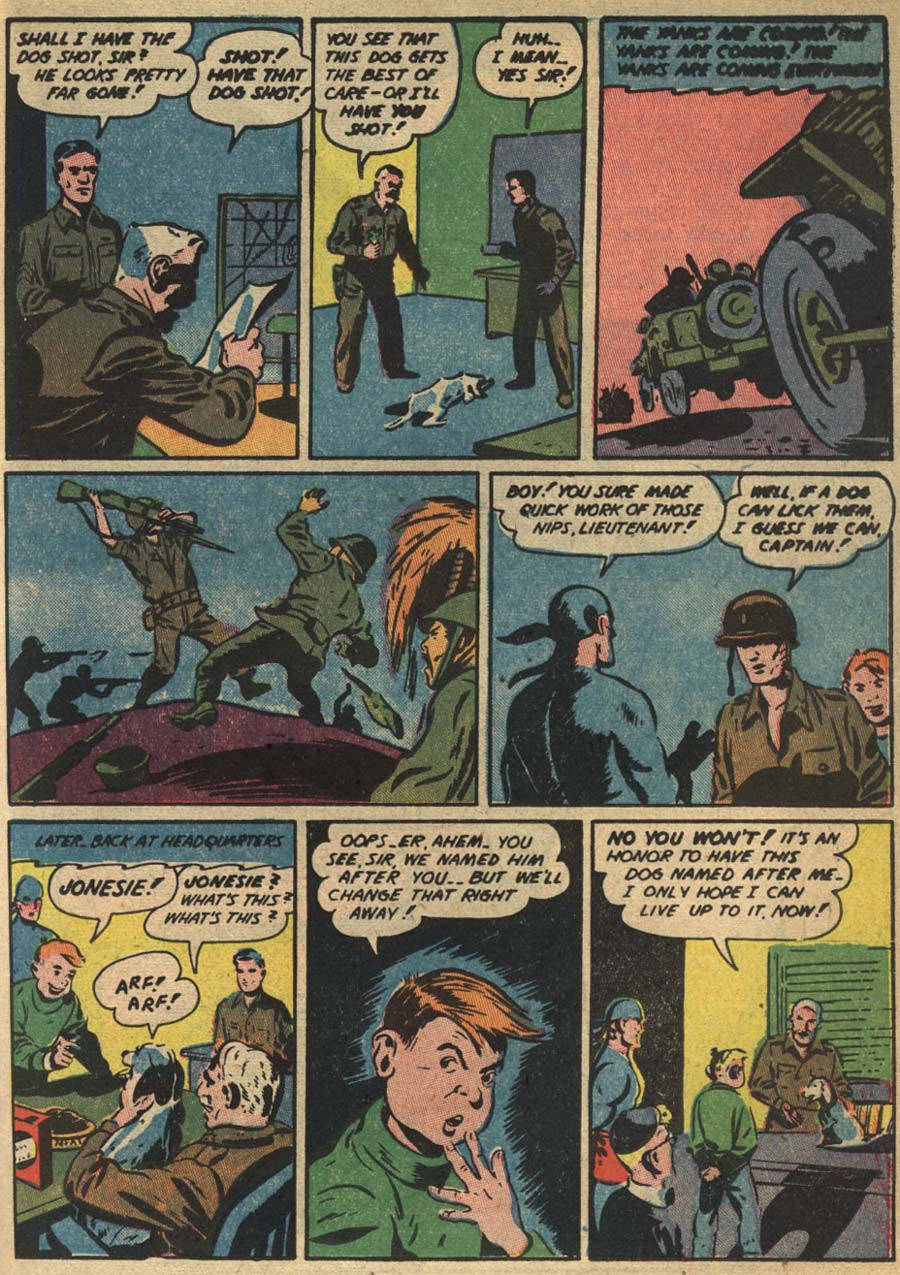 SHALL I HAVE THE
DOG SHOT, SIR?
HE LOOKS PRETTY
FAR GONE!
SHOT!
HAVE THAT
DOG SHOT!
YOU SEE THAT
THIS DOG GETS
THE BEST OF
CARE-OR I'LL
HAVE YOU
SHOT!
HUH--
I MEAN--
YES SIR!
THE YANKS ARE COMING! THE
YANKS ARE COMING! THE
YANKS ARE COMING EVERYWHERE!
BOY! YOU SURE MADE
QUICK WORK OF THOSE
NIPS, LIEUTENANT!
WELL, IF A DOG
CAN LICK THEM,
I GUESS WE CAN,
CAPTAIN!
LATER-- BACK AT HEADQUARTERS
JONESIE!
JONESIE?
WHAT'S THIS?
WHAT'S THIS?
ARF!
ARF!
OOPS--ER, AHEM-- YOU
SEE, SIR, WE NAMED HIM
AFTER YOU-- BUT WE'LL
CHANGE THAT RIGHT
AWAY!
NO YOU WON'T! IT'S AN
HONOR TO HAVE THIS
DOG NAMED AFTER ME--
I ONLY HOPE I CAN
LIVE UP TO IT, NOW!